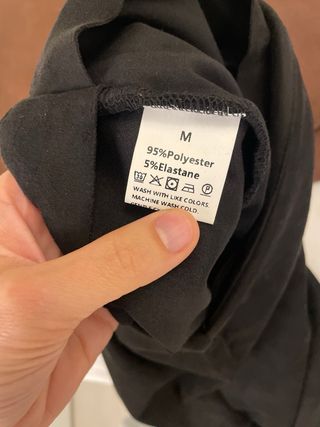 M
95%Polyester
5%Elastane
WASH WITH LIKE COLORS.
MACHINE WASH COLD.